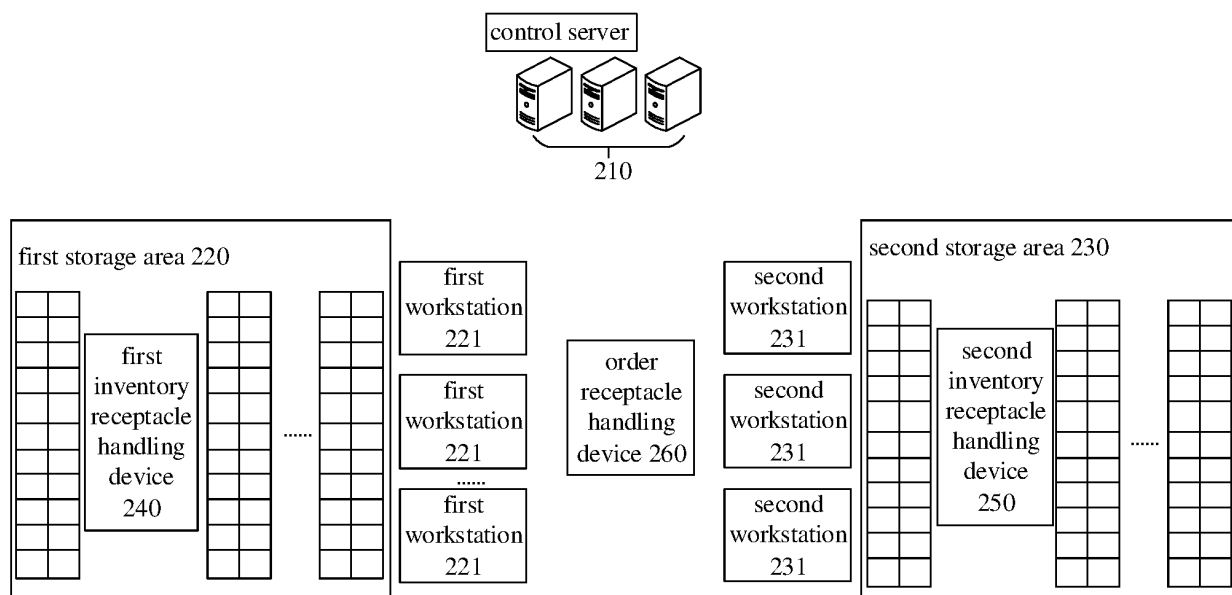 control server
210
first storage area 220
first
inventory
receptacle
handling
device
240
......
first
workstation
221
first
workstation
221
......
first
workstation
221
order
receptacle
handling
device 260
second
workstation
231
second
workstation
231
second
workstation
231
second storage area 230
second
inventory
receptacle
handling
device
250
......